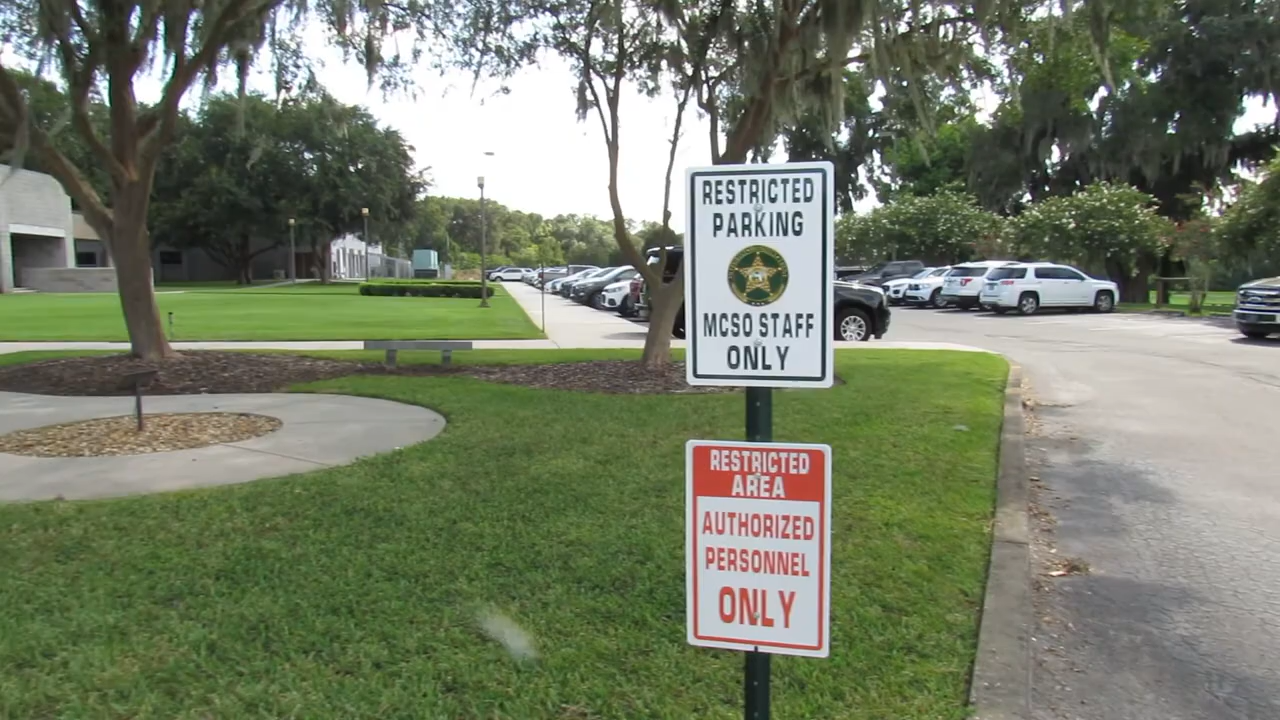 RESTRICTED
PARKING
MCSO STAFF
ONLY
RESTRICTED
AREA
AUTHORIZED
PERSONNEL
ONLY